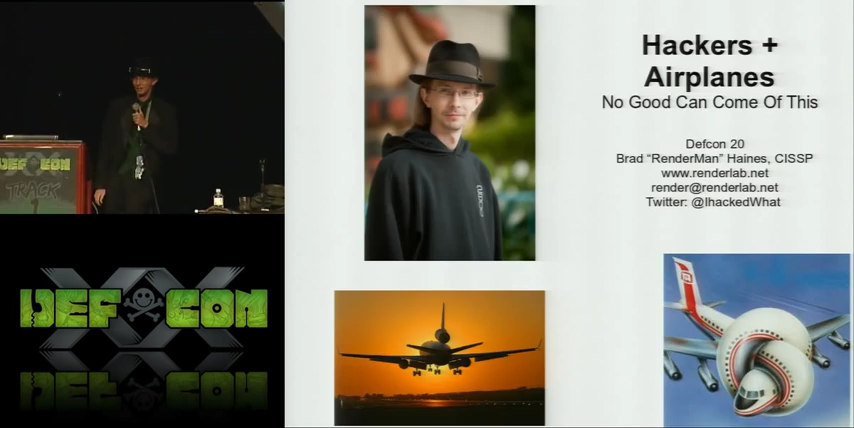 DEF CON
TRACK
1
DEF CON
Hackers +
Airplanes
No Good Can Come Of This
Defcon 20
Brad "RenderMan" Haines, CISSP
www.renderlab.net
render@renderlab.net
Twitter: @IhackedWhat